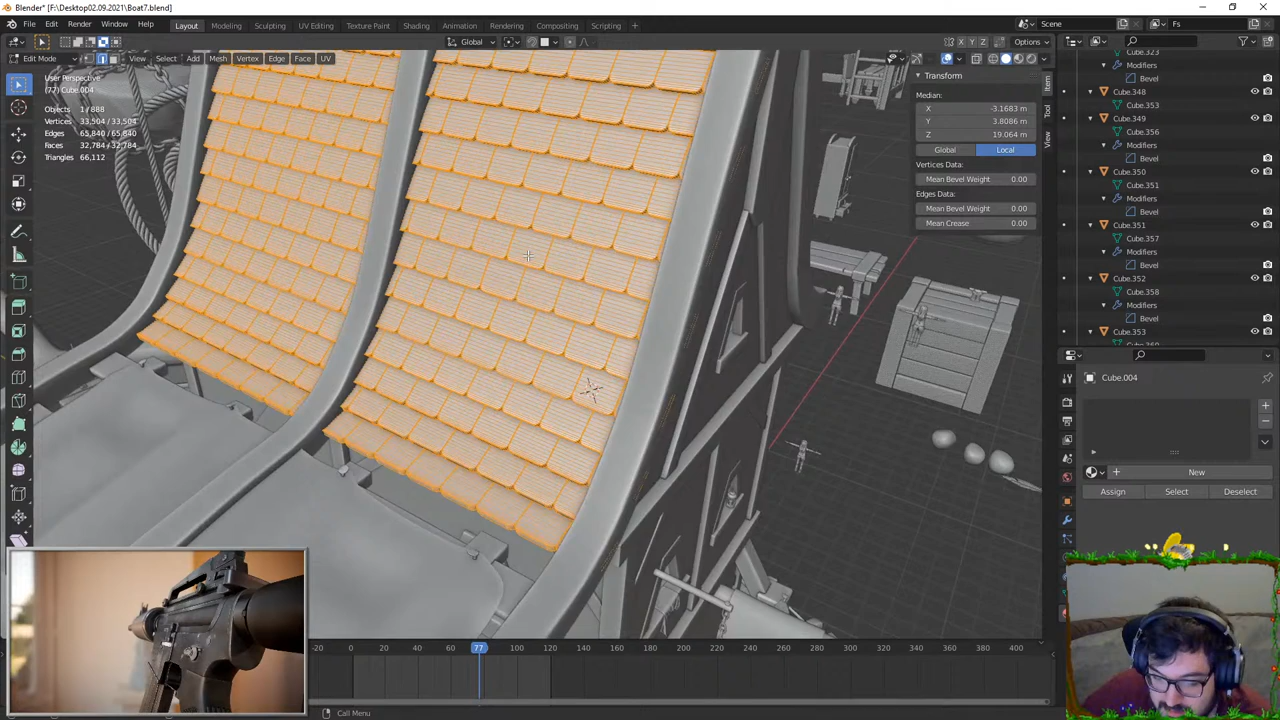 Blender* [F:\Desktop02.09.2021\Boat7.blend]
File Edit Render Window Help Layout Modeling Sculpting UV Editing Texture Paint Shading Animation Rendering Compositing Scripting Scene Fs
Global Options X Y Z
Edit Mode View Select Add Mesh Vertex Edge Face UV
User Perspective
(77) Cube.004
Objects 1/888
Vertices 33,504/33,504
Edges 65,840/65,840
Faces 32,784/32,784
Triangles 66,112
Transform
Median:
X -3.1683 m
Y 3.8086 m
Z 19.064 m
Global Local
Vertices Data:
Mean Bevel Weight 0.00
Edges Data:
Mean Bevel Weight 0.00
Mean Crease 0.00
Item
Tool
View
Cube.323
Modifiers
Bevel
Cube.348
Cube.353
Cube.349
Cube.356
Modifiers
Bevel
Cube.350
Cube.351
Modifiers
Bevel
Cube.351
Cube.357
Modifiers
Bevel
Cube.352
Cube.358
Modifiers
Bevel
Cube.353
Cube.360
Cube.004
New
Assign Select Deselect
-20 0 20 40 60 77 100 120 140 160 180 200 220 240 260 280 300 320 340 360 380 400
Call Menu